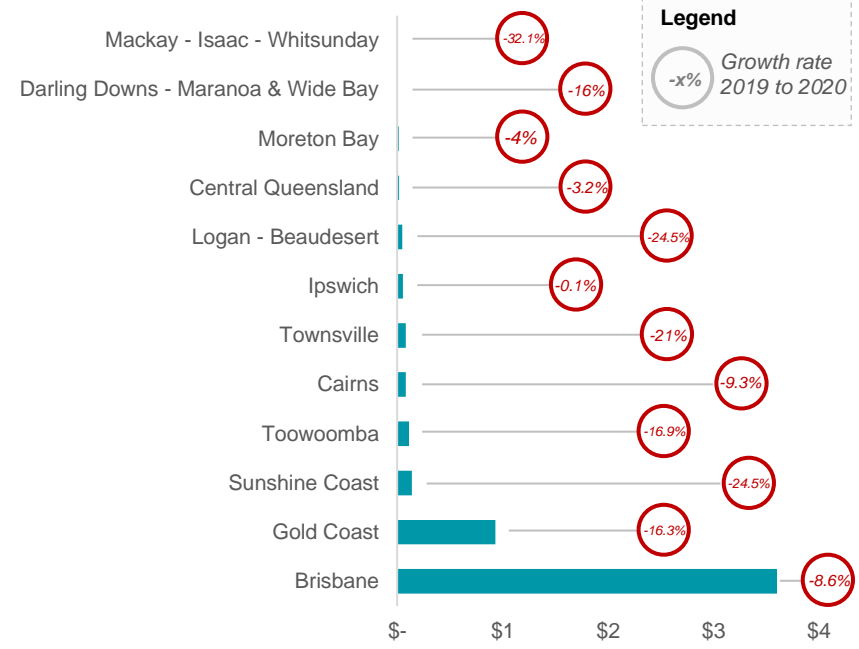 Legend
-x%
Growth rate
2019 to 2020
Mackay - Isaac - Whitsunday -32.1%
Darling Downs - Maranoa & Wide Bay -16%
Moreton Bay -4%
Central Queensland -3.2%
Logan - Beaudesert -24.5%
Ipswich -0.1%
Townsville -21%
Cairns -9.3%
Toowoomba -16.9%
Sunshine Coast -24.5%
Gold Coast -16.3%
Brisbane -8.6%
$- $1 $2 $3 $4